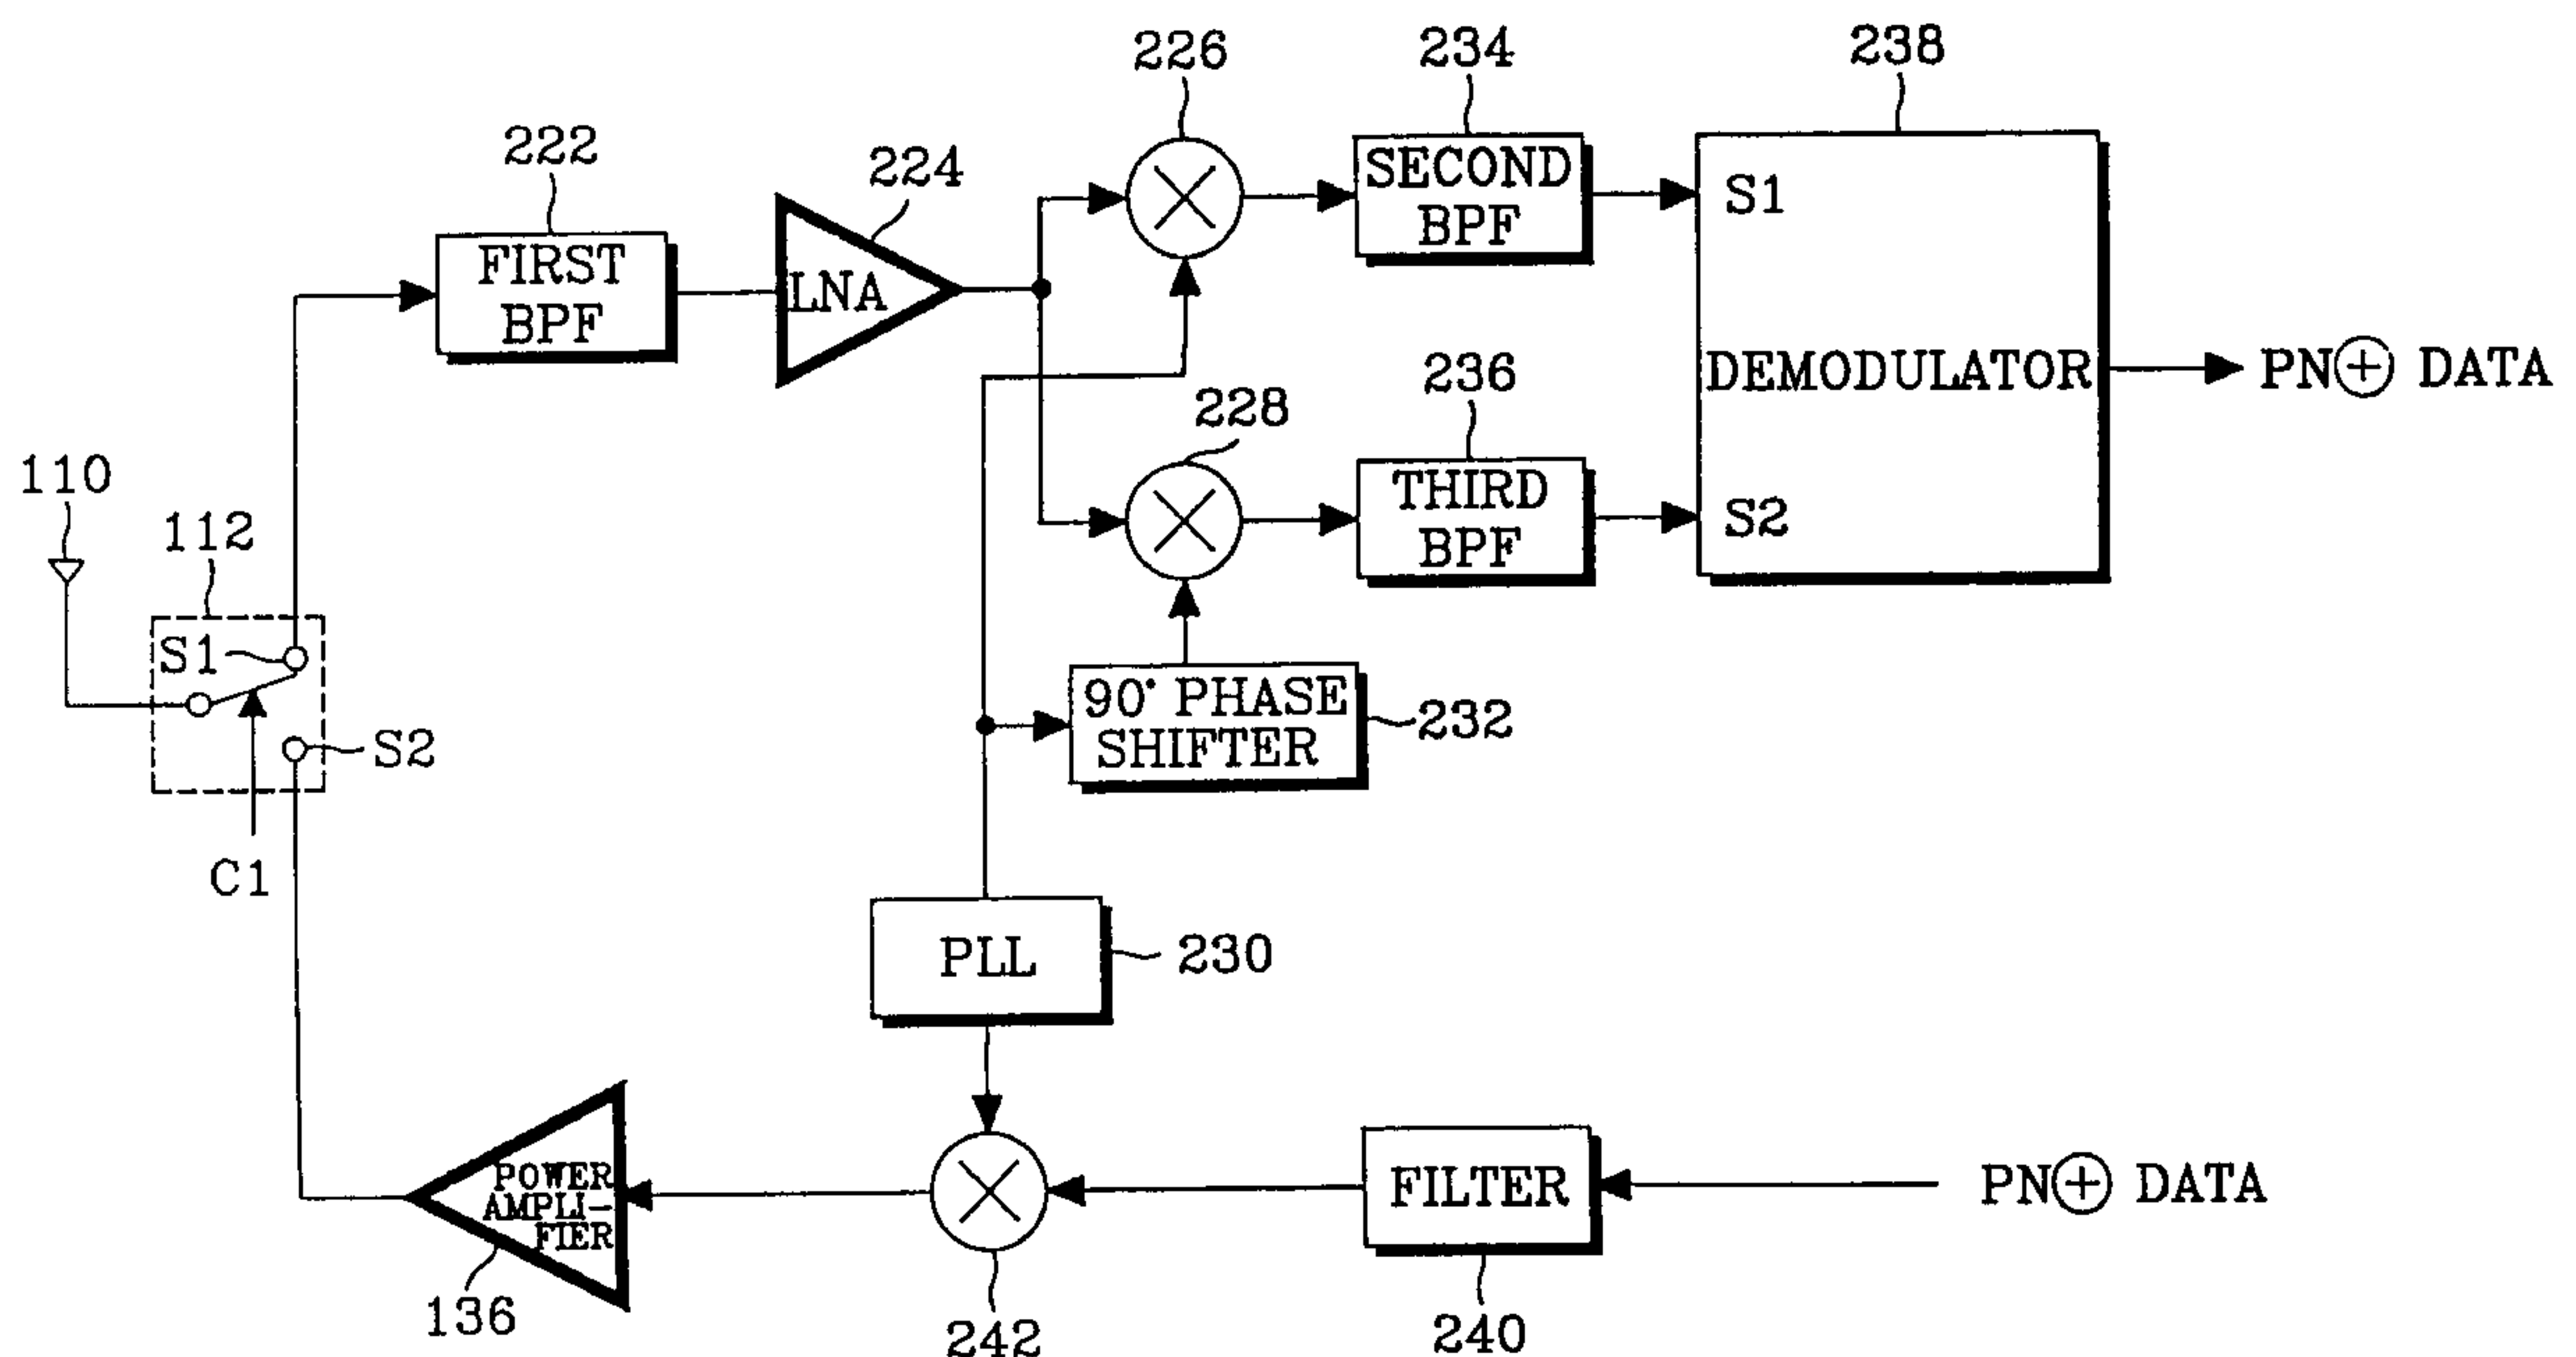 226
234
238
222
224
SECOND
BPF
S1
FIRST
BPF
LNA
DEMODULATOR
PN⊕ DATA
236
228
110
112
THIRD
BPF
S2
S1
90° PHASE
SHIFTER
232
S2
C1
PLL
230
POWER
AMPLI-
FIER
FILTER
PN⊕ DATA
136
242
240